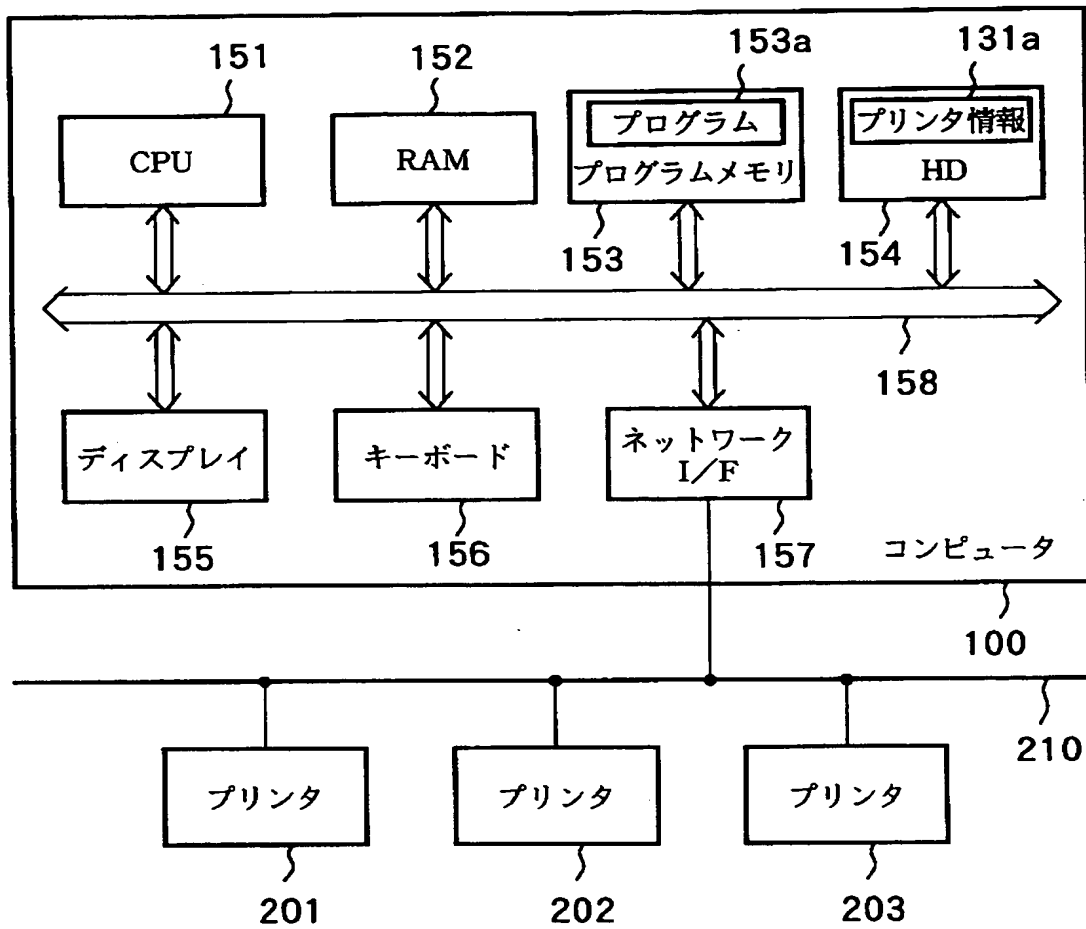 151
152
153a
131a
CPU
RAM
プログラム
プログラムメモリ
プリンタ情報
HD
153
154
158
ディスプレイ
キーボード
ネットワーク
I/F
155
156
157
コンピュータ
100
210
プリンタ
プリンタ
プリンタ
201
202
203